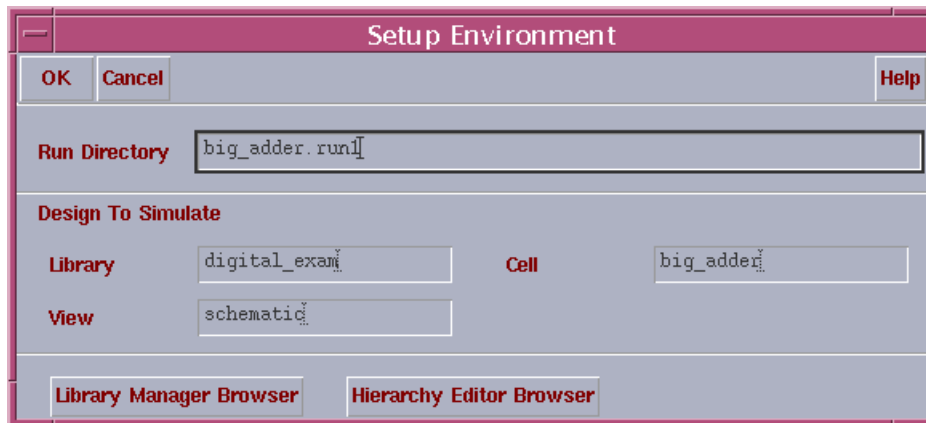 Setup Environment
OK Cancel Help
Run Directory big_adder.run1
Design To Simulate
Library digital_exam Cell big_adder
View schematic
Library Manager Browser Hierarchy Editor Browser